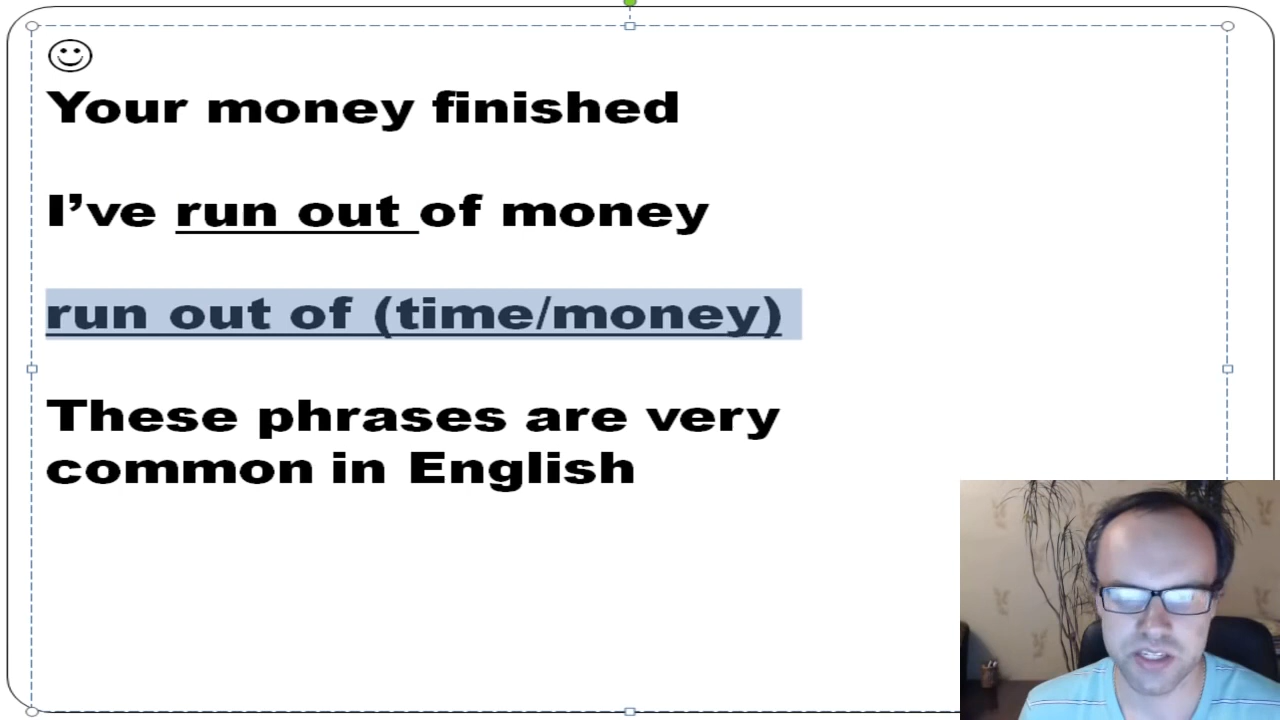 Your money finished
I’ve run out of money
run out of (time/money)
These phrases are very
common in English